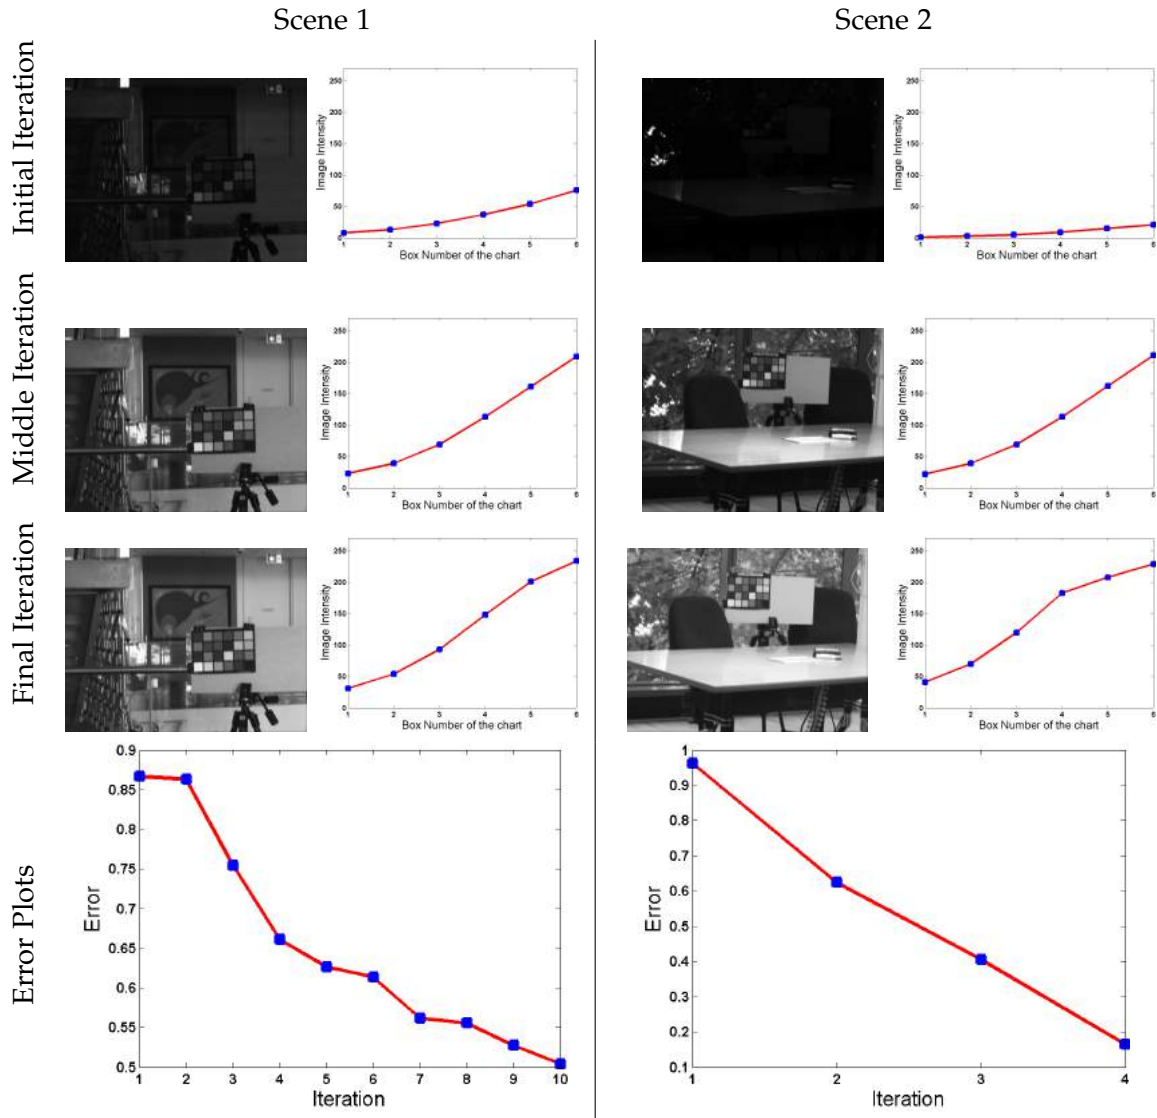 Scene 1
Scene 2
Initial Iteration
Image Intensity
250
200
150
100
50
0
1 2 3 4 5 6
Box Number of the chart
Image Intensity
250
200
150
100
50
0
1 2 3 4 5 6
Box Number of the chart
Middle Iteration
Image Intensity
250
200
150
100
50
0
1 2 3 4 5 6
Box Number of the chart
Image Intensity
250
200
150
100
50
0
1 2 3 4 5 6
Box Number of the chart
Final Iteration
Image Intensity
250
200
150
100
50
0
1 2 3 4 5 6
Box Number of the chart
Image Intensity
250
200
150
100
50
0
1 2 3 4 5 6
Box Number of the chart
Error Plots
Error
0.9
0.85
0.8
0.75
0.7
0.65
0.6
0.55
0.5
1 2 3 4 5 6 7 8 9 10
Iteration
Error
1
0.9
0.8
0.7
0.6
0.5
0.4
0.3
0.2
0.1
1 2 3 4
Iteration